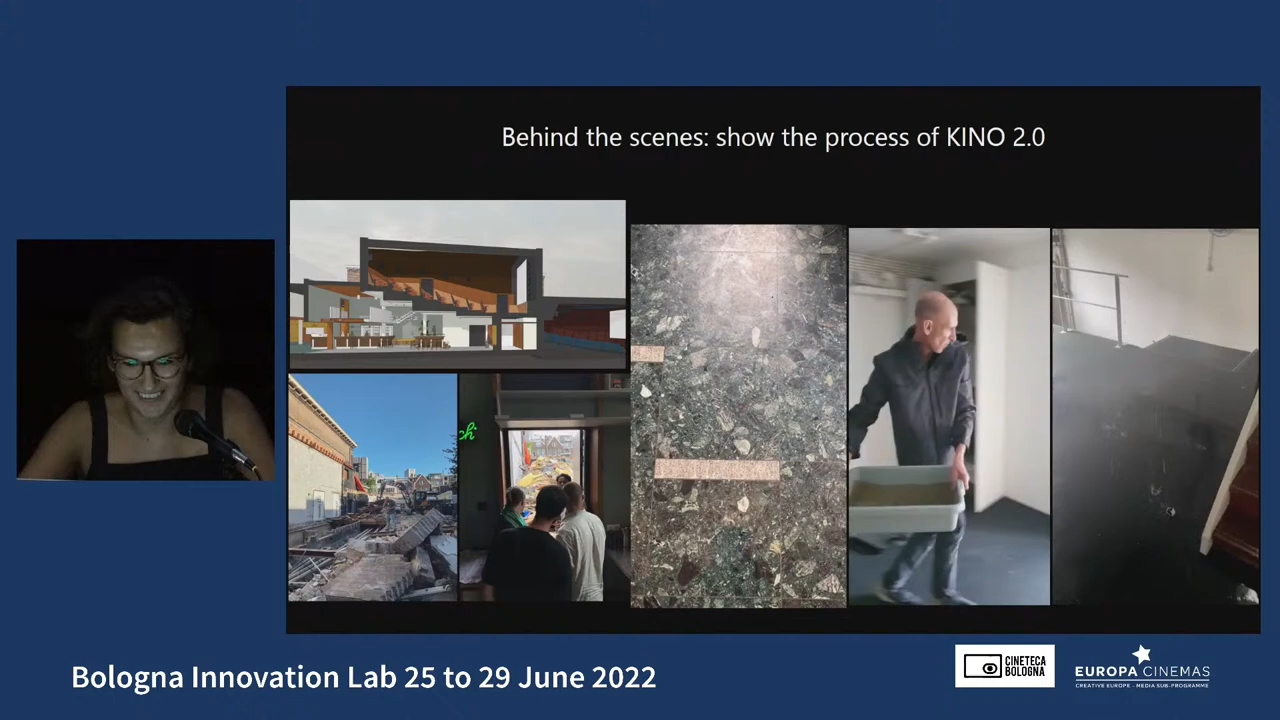 Behind the scenes: show the process of KINO 2.0
chi
Bologna Innovation Lab 25 to 29 June 2022
CINETECA
BOLOGNA
EUROPA CINEMAS
CREATIVE EUROPE - MEDIA SUB-PROGRAMME